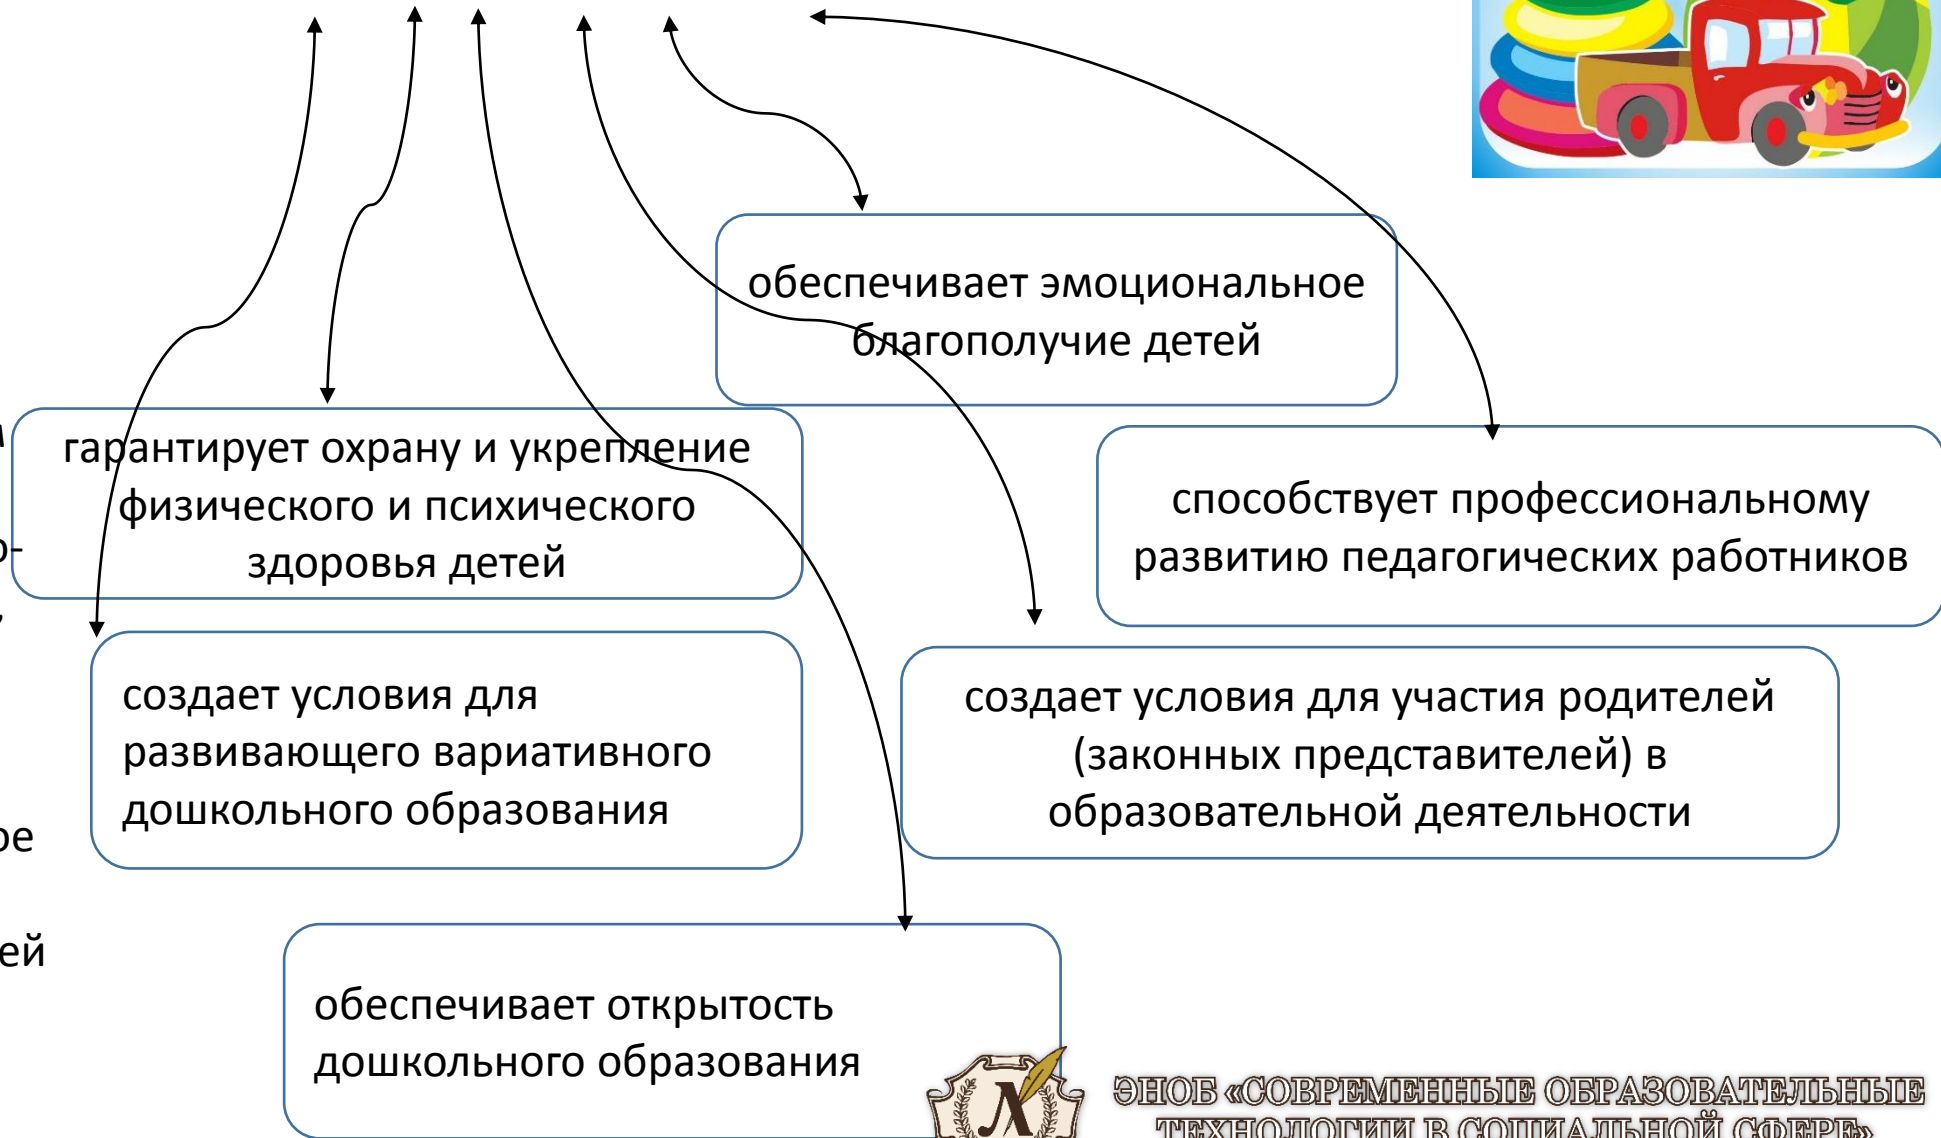 обеспечивает эмоциональное
благополучие детей
гарантирует охрану и укрепление
физического и психического
здоровья детей
способствует профессиональному
развитию педагогических работников
создает условия для
развивающего вариативного
дошкольного образования
создает условия для участия родителей
(законных представителей) в
образовательной деятельности
ей
обеспечивает открытость
дошкольного образования
Л
ЭНОБ «СОВРЕМЕННЫЕ ОБРАЗОВАТЕЛЬНЫЕ
ТЕХНОЛОГИИ В СОЦИАЛЬНОЙ СФЕРЕ»